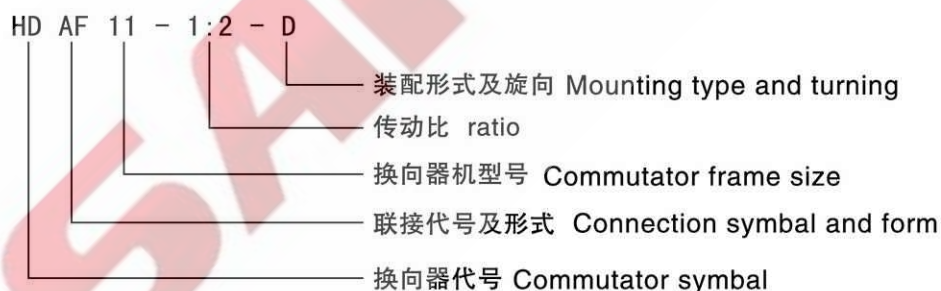 HD AF 11 - 1:2 - D
装配形式及旋向 Mounting type and turning
传动比 ratio
换向器机型号 Commutator frame size
联接代号及形式 Connection symbal and form
换向器代号 Commutator symbal